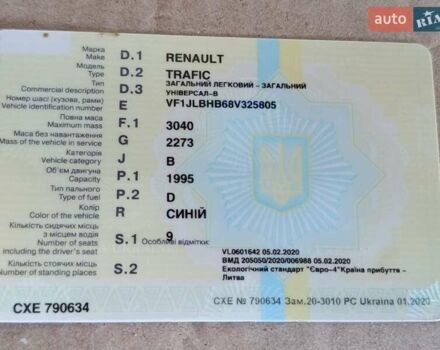 auto RIA
Марка
Make D.1 RENAULT
Модель
Type D.2 TRAFIC
Commercial description D.3 ЗАГАЛЬНИЙ ЛЕГКОВИЙ – ЗАГАЛЬНИЙ
УНІВЕРСАЛ-В
Номер шасі (кузова, рами)
Vehicle identification number E VF1JLBHB68V325805
Повна маса
Maximum mass F.1 3040
Маса без навантаження
Mass of the vehicle in service G 2273
Категорія
Vehicle category J B
Об'єм двигуна
Capacity P.1 1995
Тип пального
Type of fuel P.2 D
Колір
Color of the vehicle R СИНІЙ
Кількість сидячих місць
з місцем водія
Number of seats
including the driver's seat S.1 9
Особливі відмітки:
Кількість стоячих місць
Number of standing places S.2
VL0601642 05.02.2020
ВМД 205050/2020/006988 05.02.2020
Екологічний стандарт "Євро-4"Країна прибуття -
Литва
СХЕ 790634
СХЕ № 790634 Зам.20-3010 PC Ukraina 01.2020